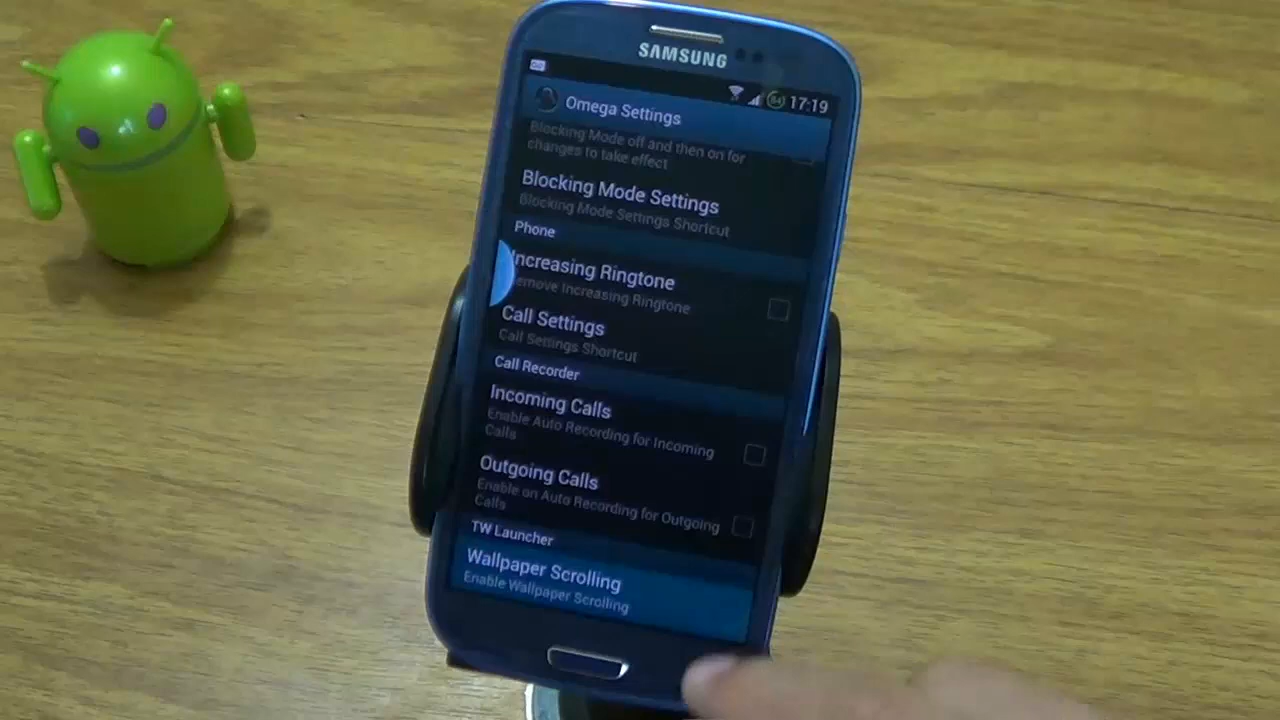 SAMSUNG
84
17:19
Omega Settings
Blocking Mode off and then on for
changes to take effect
Blocking Mode Settings
Blocking Mode Settings Shortcut
Phone
Increasing Ringtone
emove Increasing Ringtone
Call Settings
Call Settings Shortcut
Call Recorder
Incoming Calls
Enable Auto Recording for Incoming
Calls
Outgoing Calls
Enable on Auto Recording for Outgoing
Calls
TW Launcher
Wallpaper Scrolling
Enable Wallpaper Scrolling